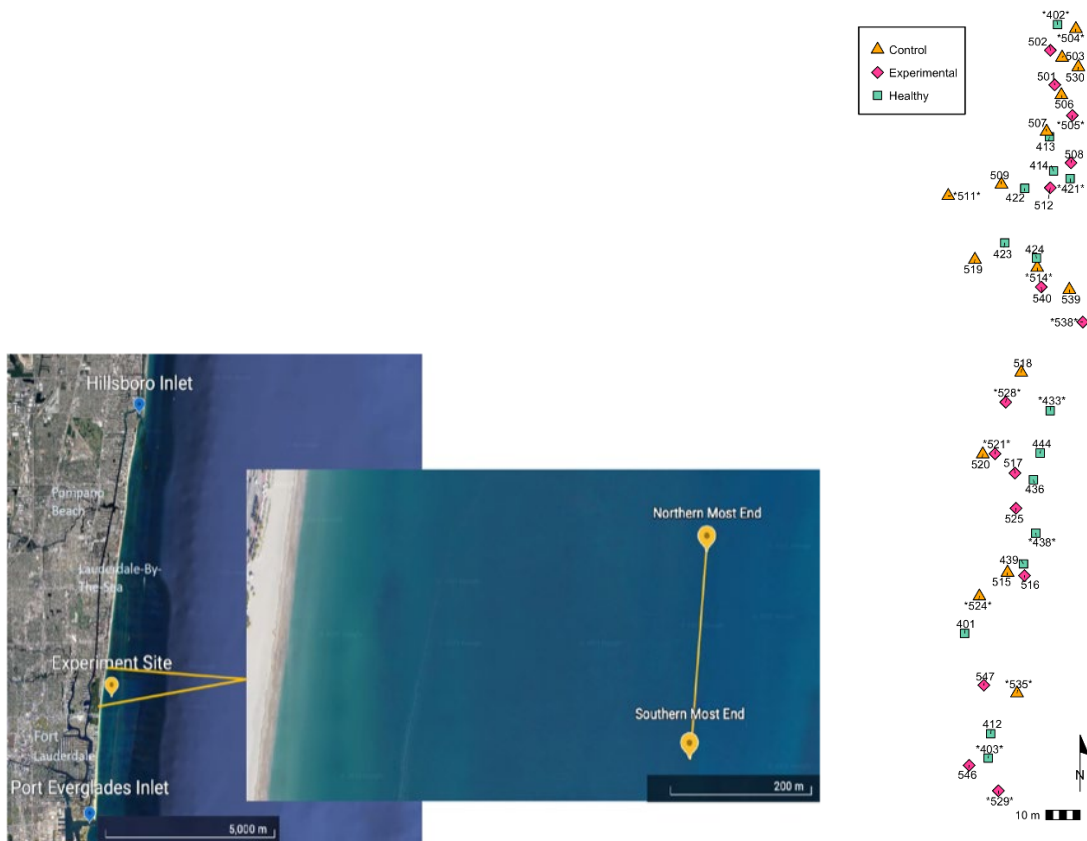 *402*
*504*
502
503
530
501
506
*505*
507
413
508
414
*421*
509
422
512
*511*
423
424
519
*514*
540
539
*538*
Control
Experimental
Healthy
518
*528*
*433*
*521*
444
520
517
436
525
*438*
439
515
516
*524*
401
547
*535*
412
*403*
546
*529*
N
10 m
Hillsboro Inlet
Pompano
Beach
Lauderdale-By-
The-Sea
Experiment Site
Fort
Lauderdale
Port Everglades Inlet
5,000 m
Northern Most End
Southern Most End
200 m